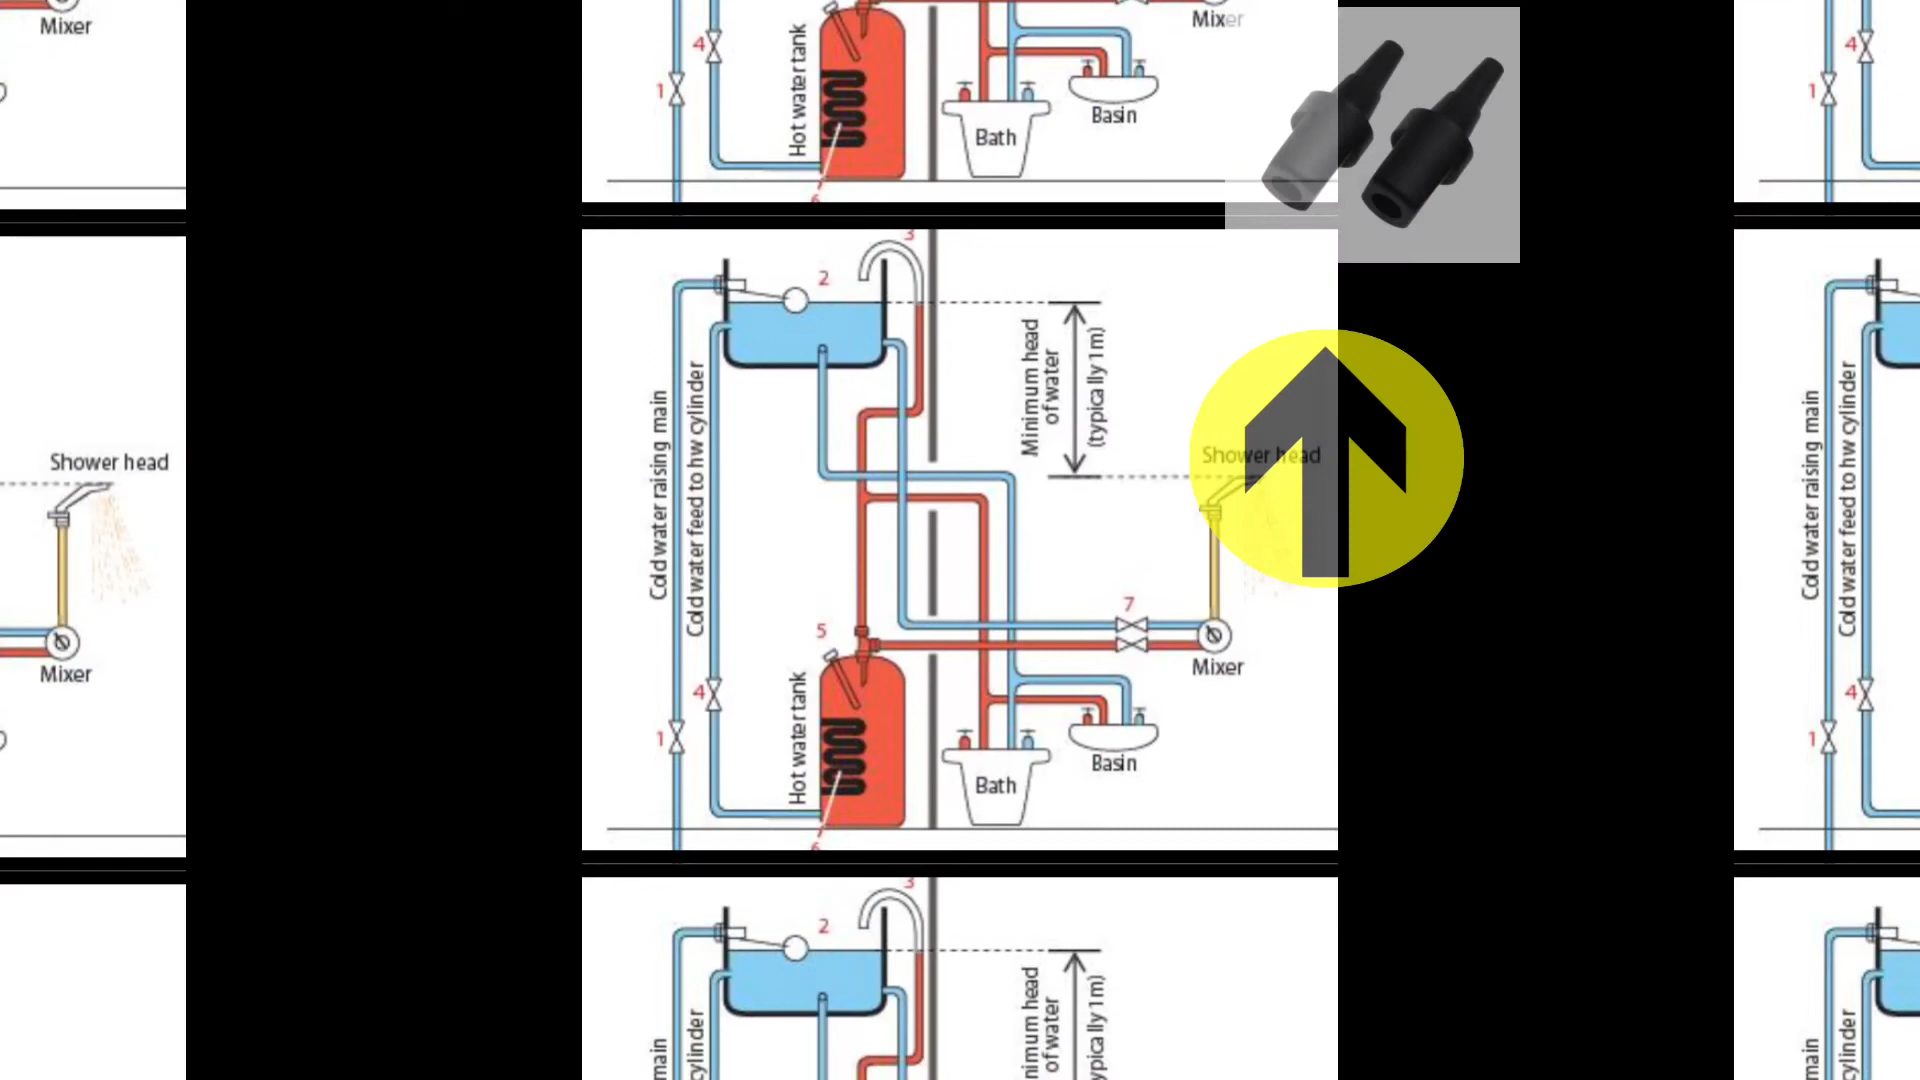 Mixer
4
1
Hot water tank
6
Bath
Basin
Mixer
4
1
Shower head
Mixer
3
2
Cold water raising main
Cold water feed to hw cylinder
Minimum head
of water
(typically 1m)
Shower head
7
5
Mixer
4
1
Hot water tank
6
Bath
Basin
Cold water raising main
Cold water feed to hw cylinder
4
1
3
2
main
cylinder
nimum head
of water
ypically 1m)
main
cylinder